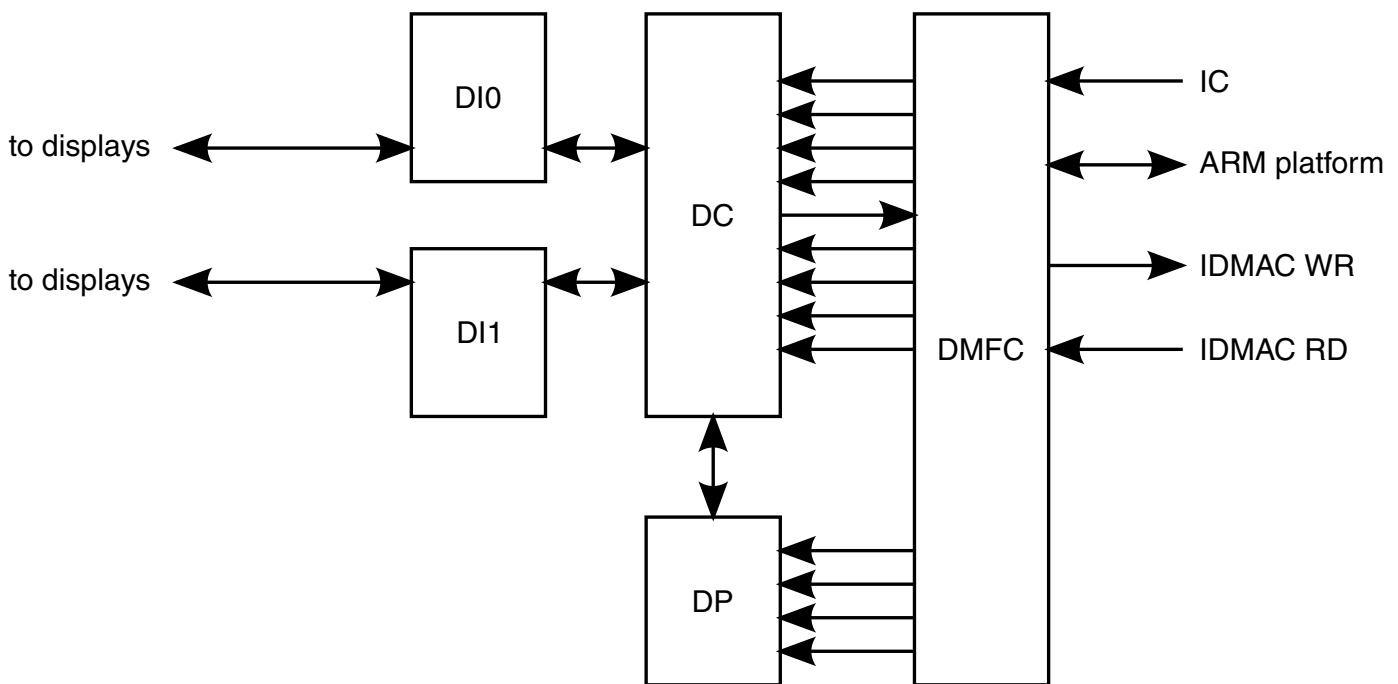 DI0
IC
to displays
ARM platform
DC
to displays
IDMAC WR
DI1
DMFC
IDMAC RD
DP